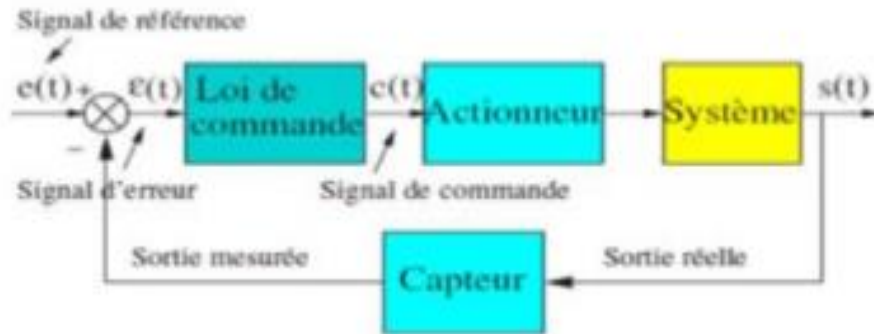 Signal de référence
e(t) +
ε(t)
Loi de
commande
c(t)
Actionneur
Système
s(t)
−
Signal d'erreur
Signal de commande
Sortie mesurée
Capteur
Sortie réelle